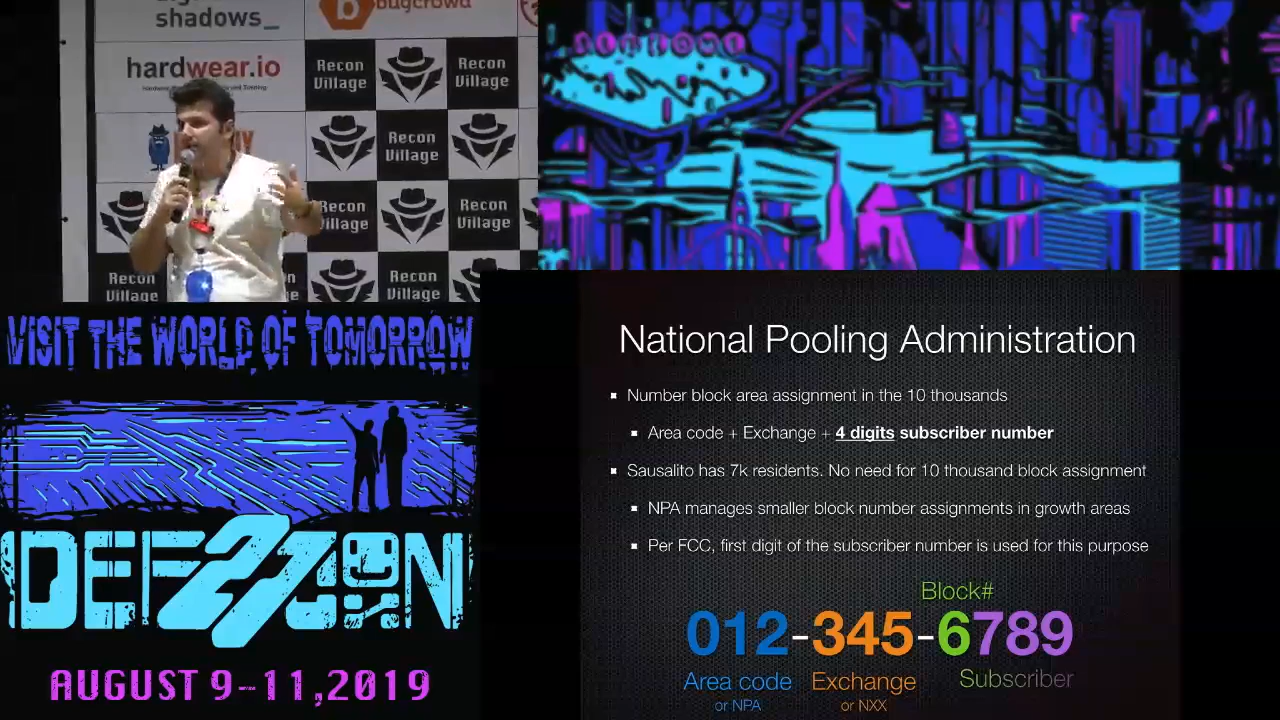 shadows_
bugcrowd
hardwear.io
Recon
Village
Recon
Village
Recon
Village
Recon
Village
Recon
Village
Recon
Village
Recon
Village
VISIT THE WORLD OF TOMORROW
DEF CON
27
AUGUST 9-11,2019
National Pooling Administration
Number block area assignment in the 10 thousands
Area code + Exchange + 4 digits subscriber number
Sausalito has 7k residents. No need for 10 thousand block assignment
NPA manages smaller block number assignments in growth areas
Per FCC, first digit of the subscriber number is used for this purpose
Block#
012-345-6789
Area code Exchange Subscriber
or NPA or NXX